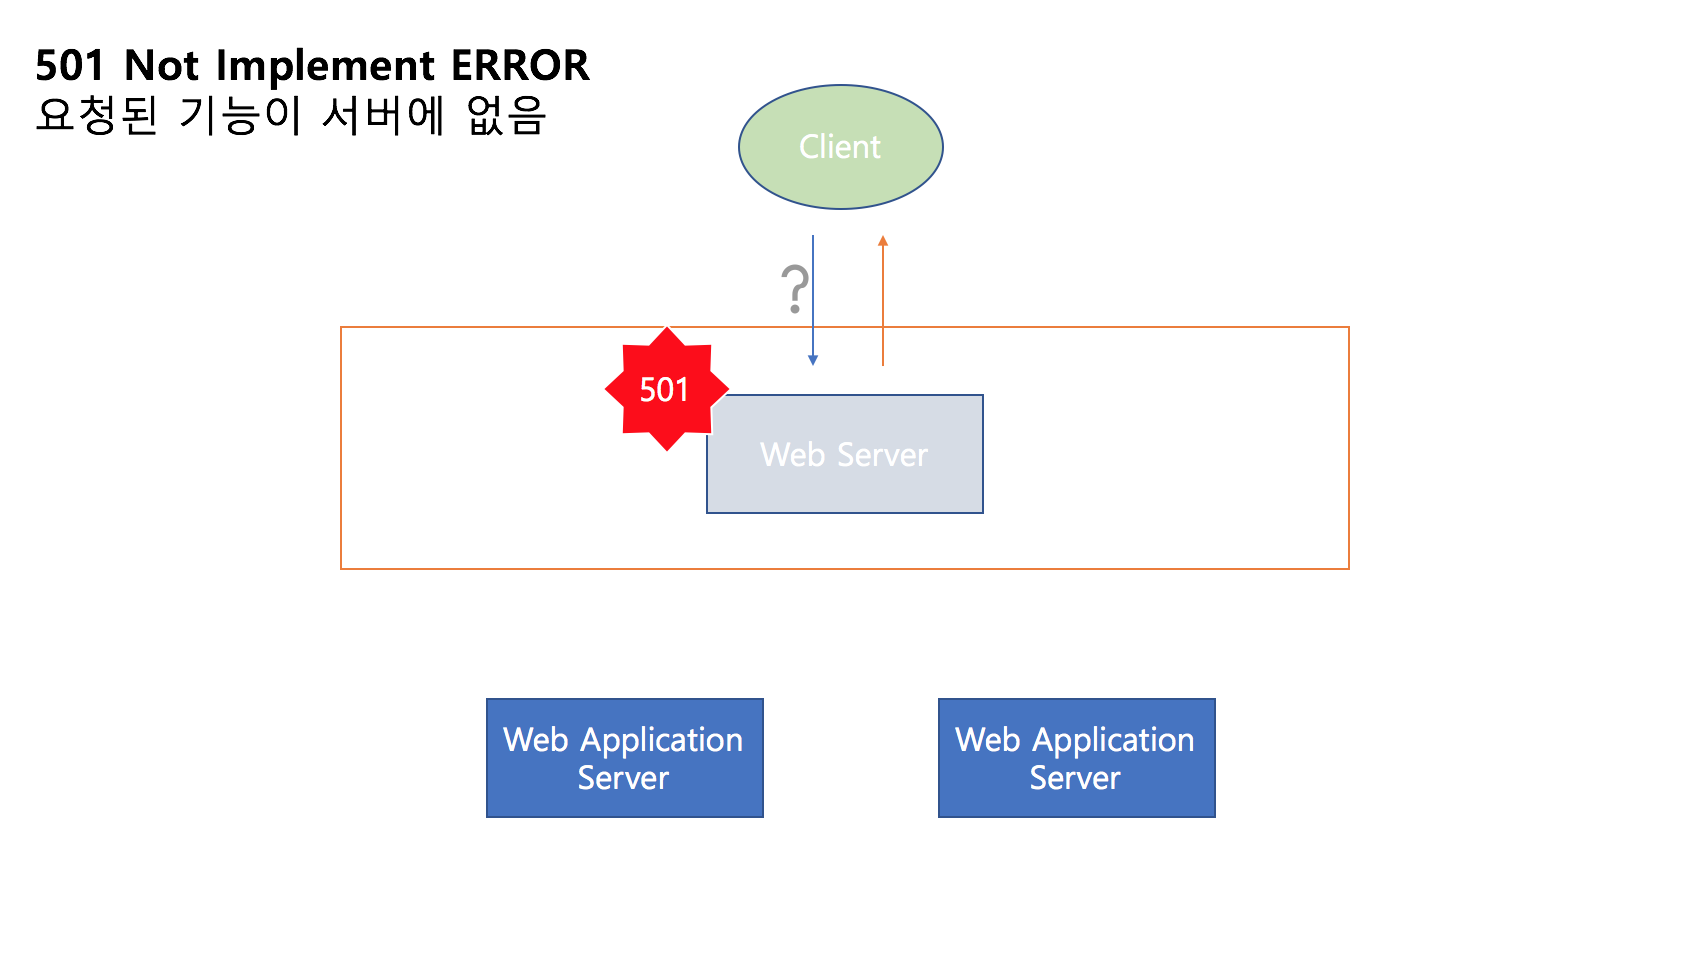 501 Not Implement ERROR
요청된 기능이 서버에 없음
Client
?
501
Web Server
Web Application
Server
Web Application
Server